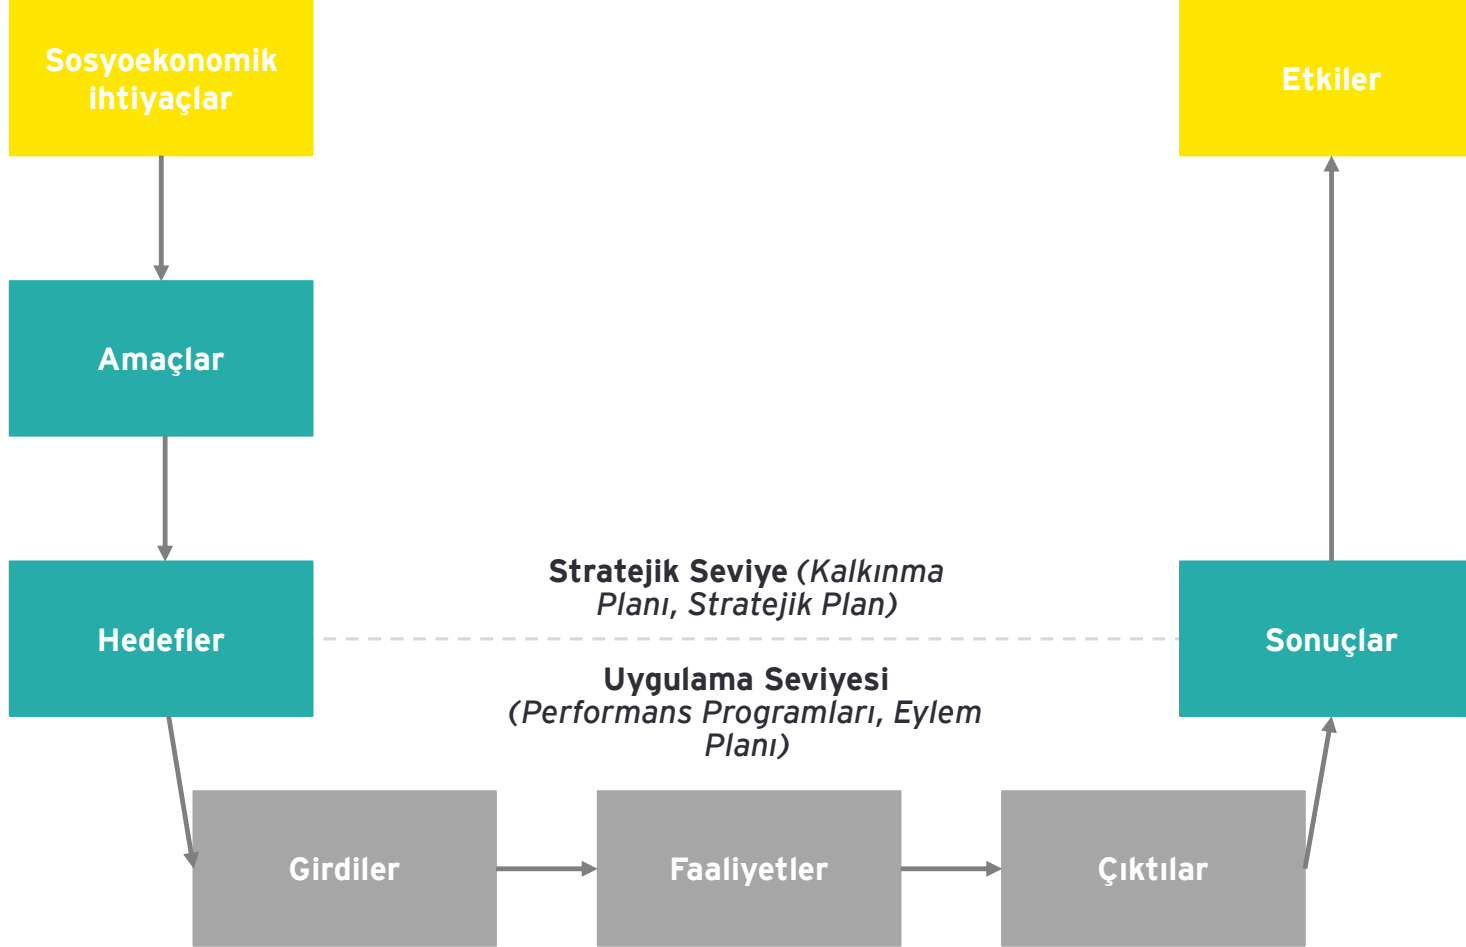 Sosyoekonomik
ihtiyaçlar
Etkiler
Amaçlar
Stratejik Seviye (Kalkınma
Planı, Stratejik Plan)
Hedefler
Sonuçlar
Uygulama Seviyesi
(Performans Programları, Eylem
Planı)
Girdiler
Faaliyetler
Çıktılar